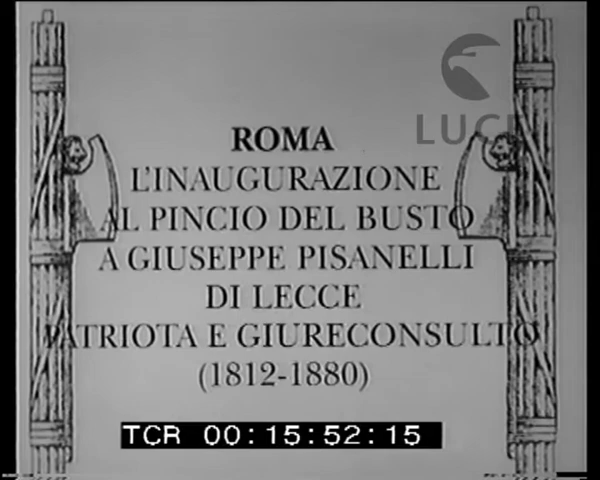 LUCE
ROMA
L'INAUGURAZIONE
AL PINCIO DEL BUSTO
A GIUSEPPE PISANELLI
DI LECCE
PATRIOTA E GIURECONSULTO
(1812-1880)
TCR 00:15:52:15